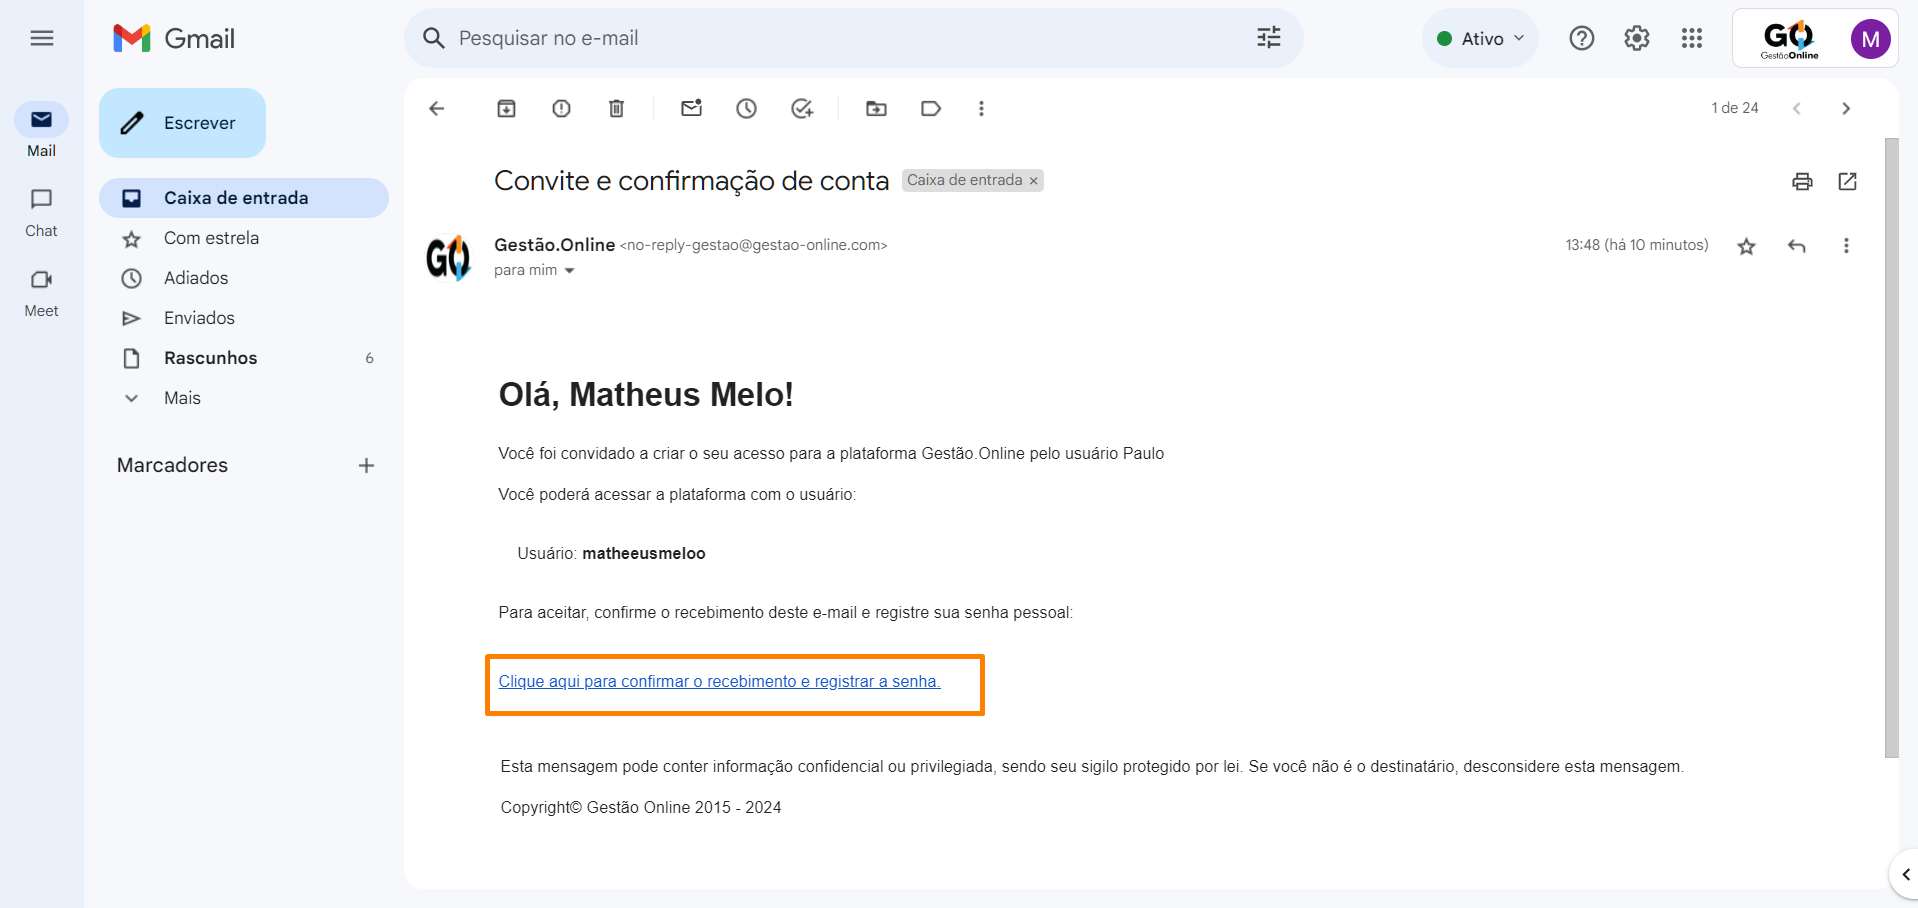 Gmail
Pesquisar no e-mail
Ativo
GO
GestãoOnline
M
Mail
Chat
Meet
Escrever
Caixa de entrada
Com estrela
Adiados
Enviados
Rascunhos 6
Mais
Marcadores
1 de 24
Convite e confirmação de conta Caixa de entrada ×
GO
Gestão.Online <no-reply-gestao@gestao-online.com> 13:48 (há 10 minutos)
para mim
Olá, Matheus Melo!
Você foi convidado a criar o seu acesso para a plataforma Gestão.Online pelo usuário Paulo
Você poderá acessar a plataforma com o usuário:
Usuário: matheeusmeloo
Para aceitar, confirme o recebimento deste e-mail e registre sua senha pessoal:
Clique aqui para confirmar o recebimento e registrar a senha.
Esta mensagem pode conter informação confidencial ou privilegiada, sendo seu sigilo protegido por lei. Se você não é o destinatário, desconsidere esta mensagem.
Copyright© Gestão Online 2015 - 2024